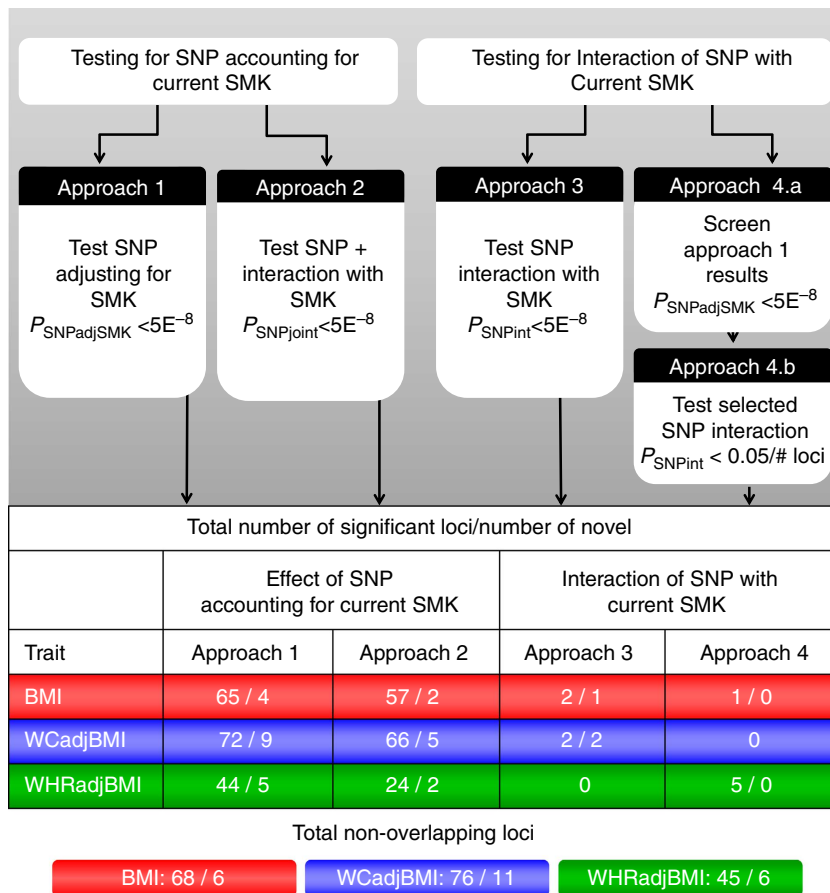 Testing for SNP accounting for
current SMK
Testing for Interaction of SNP with
Current SMK
Approach 1
Test SNP
adjusting for
SMK
P_SNPadjSMK <5E^–8
Approach 2
Test SNP +
interaction with
SMK
P_SNPjoint<5E^–8
Approach 3
Test SNP
interaction with
SMK
P_SNPint<5E^–8
Approach 4.a
Screen
approach 1
results
P_SNPadjSMK <5E^–8
Approach 4.b
Test selected
SNP interaction
P_SNPint < 0.05/# loci
Total number of significant loci/number of novel
Effect of SNP
accounting for current SMK
Interaction of SNP with
current SMK
Trait Approach 1 Approach 2 Approach 3 Approach 4
BMI 65 / 4 57 / 2 2 / 1 1 / 0
WCadjBMI 72 / 9 66 / 5 2 / 2 0
WHRadjBMI 44 / 5 24 / 2 0 5 / 0
Total non-overlapping loci
BMI: 68 / 6 WCadjBMI: 76 / 11 WHRadjBMI: 45 / 6